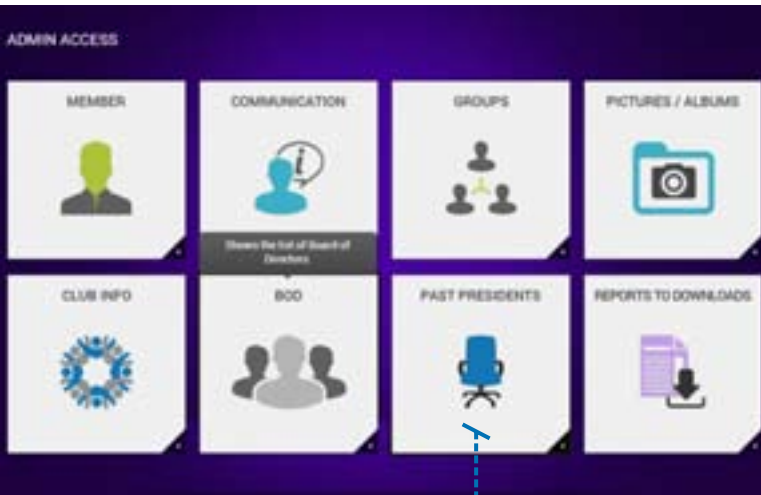 ADMIN ACCESS
MEMBER
COMMUNICATION
GROUPS
PICTURES / ALBUMS
Shows the list of Board of
Directors
CLUB INFO
BOD
PAST PRESIDENTS
REPORTS TO DOWNLOADS